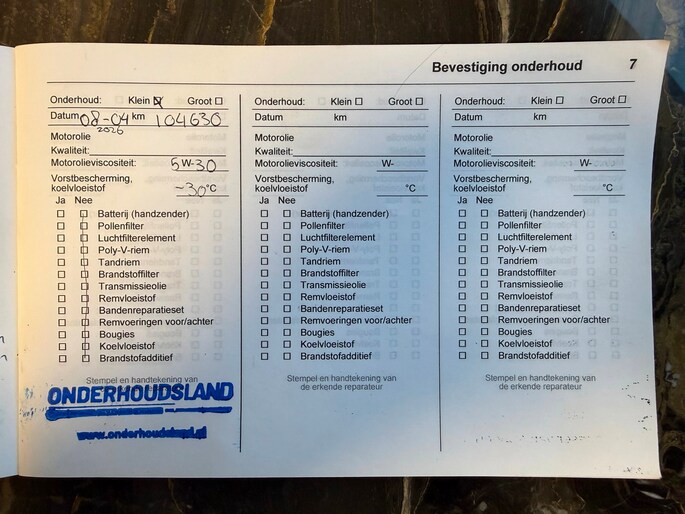 Bevestiging onderhoud 7
Onderhoud: Klein Groot
Datum 08-04 km 104630
2026
Motorolie
Kwaliteit:
Motorolieviscositeit: 5 W-30
Vorstbescherming,
koelvloeistof -30 °C
Ja Nee
Batterij (handzender)
Pollenfilter
Luchtfilterelement
Poly-V-riem
Tandriem
Brandstoffilter
Transmissieolie
Remvloeistof
Bandenreparatieset
Remvoeringen voor/achter
Bougies
Koelvloeistof
Brandstofadditief
Stempel en handtekening van
ONDERHOUDSLAND
www.onderhoudsland.nl
Onderhoud: Klein Groot
Datum km
Motorolie
Kwaliteit:
Motorolieviscositeit: W-
Vorstbescherming,
koelvloeistof °C
Ja Nee
Batterij (handzender)
Pollenfilter
Luchtfilterelement
Poly-V-riem
Tandriem
Brandstoffilter
Transmissieolie
Remvloeistof
Bandenreparatieset
Remvoeringen voor/achter
Bougies
Koelvloeistof
Brandstofadditief
Stempel en handtekening van
de erkende reparateur
Onderhoud: Klein Groot
Datum km
Motorolie
Kwaliteit:
Motorolieviscositeit: W-
Vorstbescherming,
koelvloeistof °C
Ja Nee
Batterij (handzender)
Pollenfilter
Luchtfilterelement
Poly-V-riem
Tandriem
Brandstoffilter
Transmissieolie
Remvloeistof
Bandenreparatieset
Remvoeringen voor/achter
Bougies
Koelvloeistof
Brandstofadditief
Stempel en handtekening van
de erkende reparateur